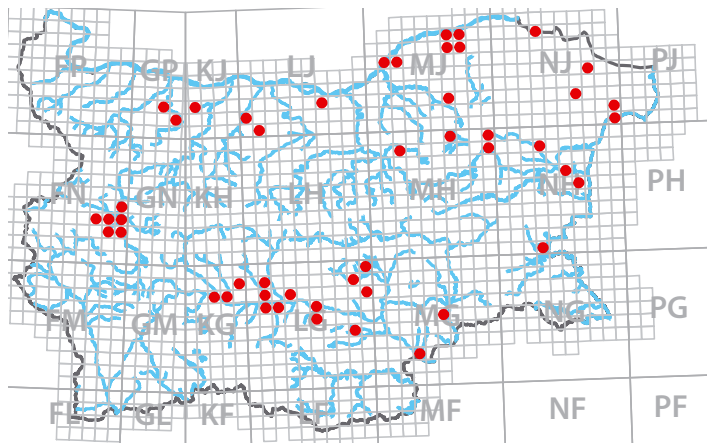 FP GP KJ LJ MJ NJ PJ
FN GN KH LH MH NH PH
FM GM KG LG MG NG PG
FL GL KF LF MF NF PF